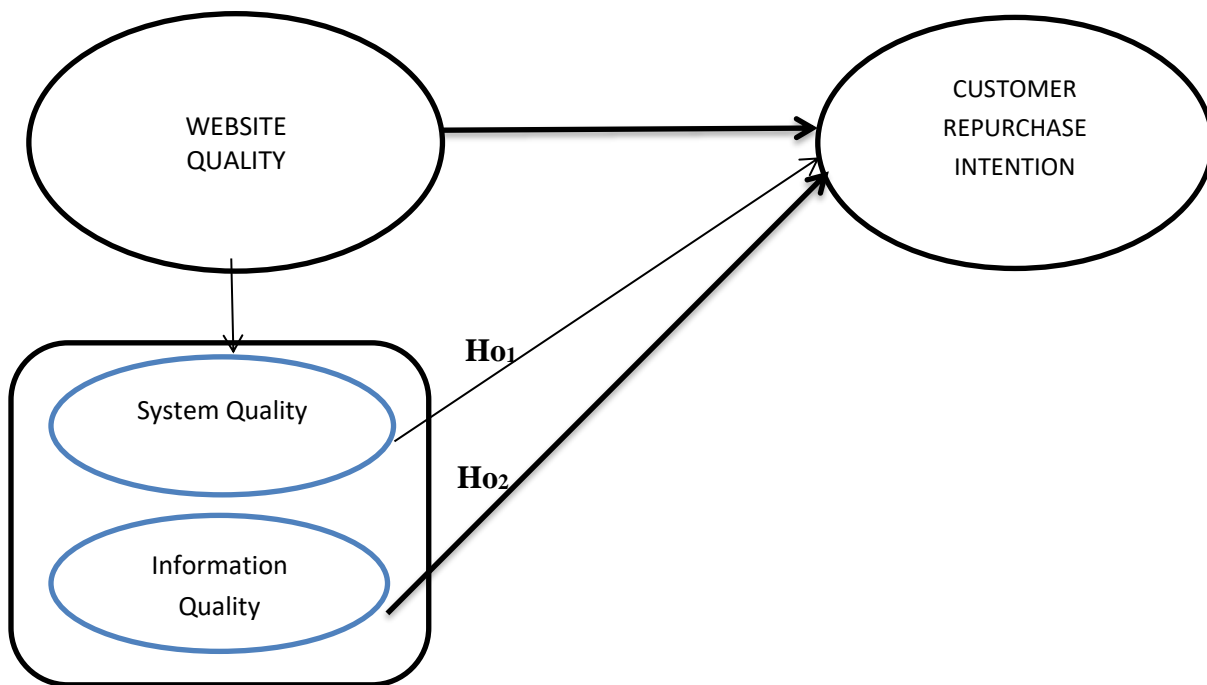 WEBSITE
QUALITY
CUSTOMER
REPURCHASE
INTENTION
Ho1
System Quality
Ho2
Information
Quality